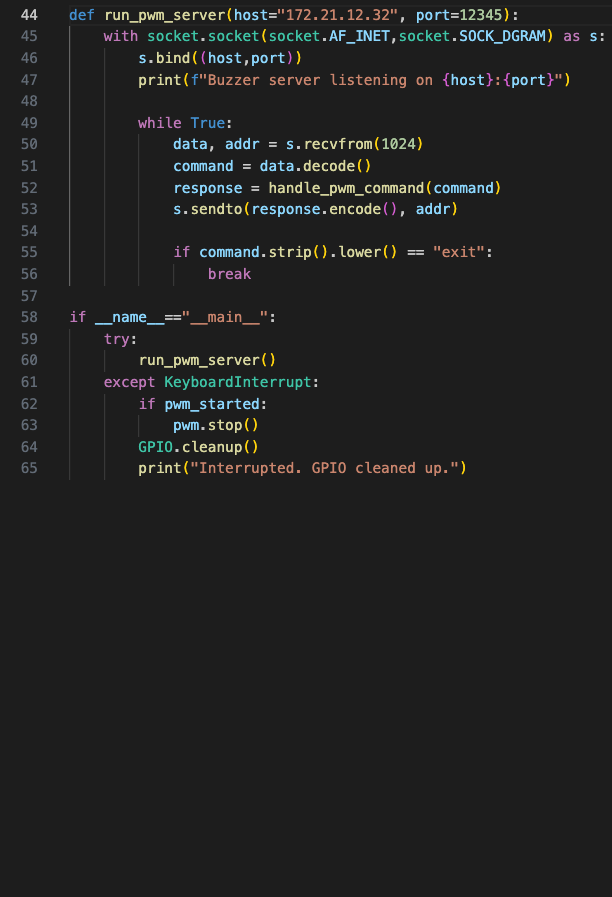 44 def run_pwm_server(host="172.21.12.32", port=12345):
45     with socket.socket(socket.AF_INET,socket.SOCK_DGRAM) as s:
46         s.bind((host,port))
47         print(f"Buzzer server listening on {host}:{port}")
48
49         while True:
50             data, addr = s.recvfrom(1024)
51             command = data.decode()
52             response = handle_pwm_command(command)
53             s.sendto(response.encode(), addr)
54
55             if command.strip().lower() == "exit":
56                 break
57
58 if __name__=="__main__":
59     try:
60         run_pwm_server()
61     except KeyboardInterrupt:
62         if pwm_started:
63             pwm.stop()
64         GPIO.cleanup()
65         print("Interrupted. GPIO cleaned up.")